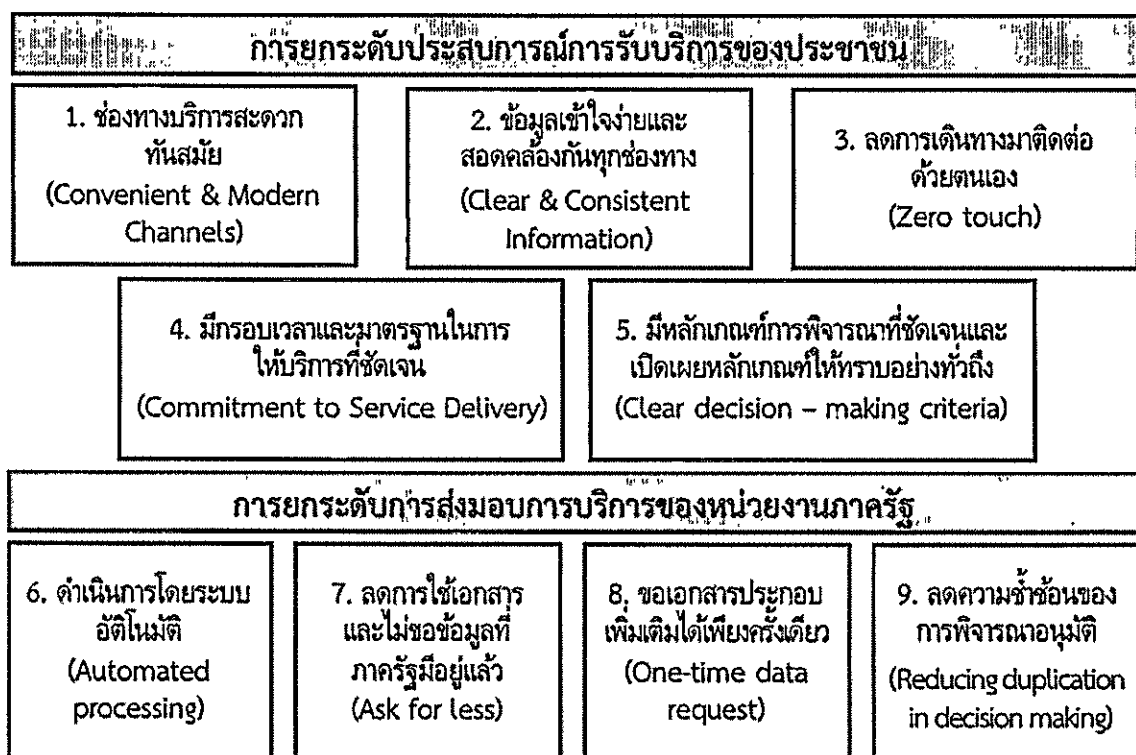 การยกระดับประสบการณ์การรับบริการของประชาชน
1. ช่องทางบริการสะดวก
ทันสมัย
(Convenient & Modern
Channels)
2. ข้อมูลเข้าใจง่ายและ
สอดคล้องกันทุกช่องทาง
(Clear & Consistent
Information)
3. ลดการเดินทางมาติดต่อ
ด้วยตนเอง
(Zero touch)
4. มีกรอบเวลาและมาตรฐานในการ
ให้บริการที่ชัดเจน
(Commitment to Service Delivery)
5. มีหลักเกณฑ์การพิจารณาที่ชัดเจนและ
เปิดเผยหลักเกณฑ์ให้ทราบอย่างทั่วถึง
(Clear decision – making criteria)
การยกระดับการส่งมอบการบริการของหน่วยงานภาครัฐ
6. ดำเนินการโดยระบบ
อัติโนมัติ
(Automated
processing)
7. ลดการใช้เอกสาร
และไม่ขอข้อมูลที่
ภาครัฐมีอยู่แล้ว
(Ask for less)
8. ขอเอกสารประกอบ
เพิ่มเติมได้เพียงครั้งเดียว
(One-time data
request)
9. ลดความซ้ำซ้อนของ
การพิจารณาอนุมัติ
(Reducing duplication
in decision making)